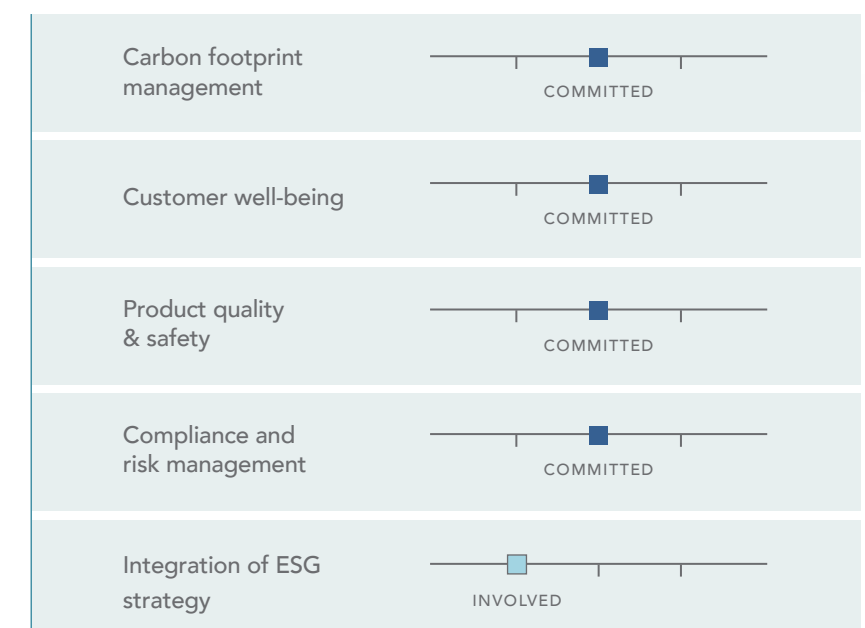 Carbon footprint
management
COMMITTED
Customer well-being
COMMITTED
Product quality
& safety
COMMITTED
Compliance and
risk management
COMMITTED
Integration of ESG
strategy
INVOLVED